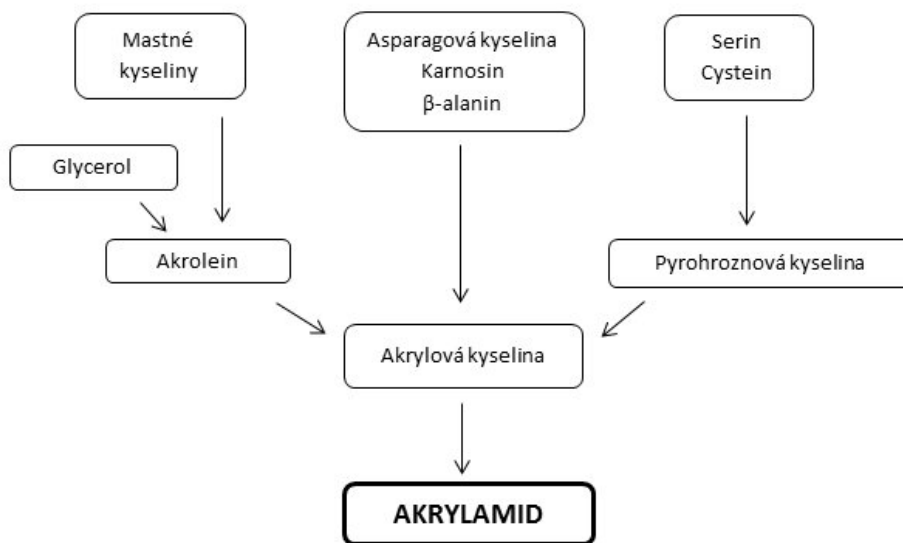 Mastné
kyseliny
Asparagová kyselina
Karnosin
β-alanin
Serin
Cystein
Glycerol
Akrolein
Pyrohroznová kyselina
Akrylová kyselina
AKRYLAMID